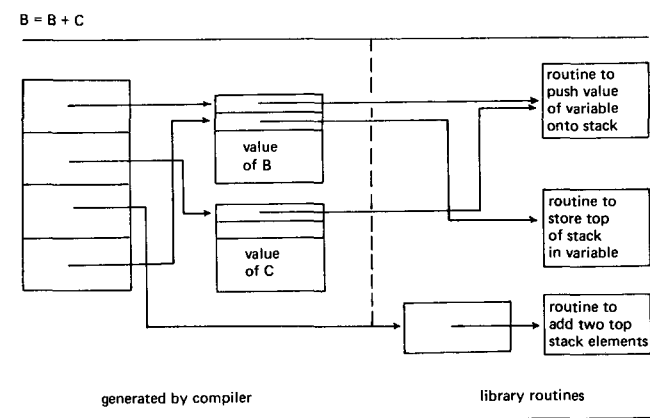 B = B + C
routine to
push value
of variable
onto stack
value
of B
routine to
store top
of stack
in variable
value
of C
routine to
add two top
stack elements
generated by compiler
library routines